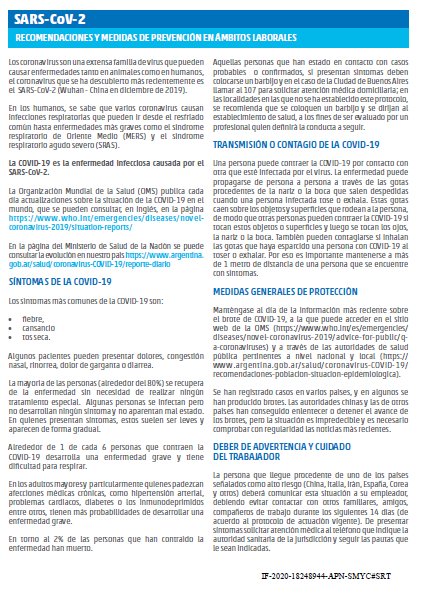 SARS-CoV-2
RECOMENDACIONES Y MEDIDAS DE PREVENCIÓN EN ÁMBITOS LABORALES
Los coronavirus son una extensa familia de virus que pueden
causar enfermedades tanto en animales como en humanos,
el coronavirus que se ha descubierto más recientemente es
el SARS-CoV-2 (Wuhan - China en diciembre de 2019).
En los humanos, se sabe que varios coronavirus causan
infecciones respiratorias que pueden ir desde el resfriado
común hasta enfermedades más graves como el síndrome
respiratorio de Oriente Medio (MERS) y el síndrome
respiratorio agudo severo (SRAS).
La COVID-19 es la enfermedad infecciosa causada por el
SARS-CoV-2.
La Organización Mundial de la Salud (OMS) publica cada
día actualizaciones sobre la situación de la COVID-19 en el
mundo, que se pueden consultar, en inglés, en la página
https://www.who.int/emergencies/diseases/novel-
coronavirus-2019/situation-reports/
En la página del Ministerio de Salud de la Nación se puede
consultar la evolución en nuestro país https://www.argentina.
gob.ar/salud/coronavirus-COVID-19/reporte-diario
SÍNTOMAS DE LA COVID-19
Los síntomas más comunes de la COVID-19 son:
• fiebre,
• cansancio
• tos seca.
Algunos pacientes pueden presentar dolores, congestión
nasal, rinorrea, dolor de garganta o diarrea.
La mayoría de las personas (alrededor del 80%) se recupera
de la enfermedad sin necesidad de realizar ningún
tratamiento especial. Algunas personas se infectan pero
no desarrollan ningún síntoma y no aparentan mal estado.
En quienes presentan síntomas, estos suelen ser leves y
aparecen de forma gradual.
Alrededor de 1 de cada 6 personas que contraen la
COVID-19 desarrolla una enfermedad grave y tiene
dificultad para respirar.
En los adultos mayores y particularmente quienes padezcan
afecciones médicas crónicas, como hipertensión arterial,
problemas cardíacos, diabetes o los inmunodeprimidos
entre otros, tienen más probabilidades de desarrollar una
enfermedad grave.
En torno al 2% de las personas que han contraído la
enfermedad han muerto.
Aquellas personas que han estado en contacto con casos
probables o confirmados, si presentan síntomas deben
colocarse un barbijo y en el caso de la Ciudad de Buenos Aires
llamar al 107 para solicitar atención médica domiciliaria; en
las localidades en las que no se ha establecido este protocolo,
se recomienda que se coloquen un barbijo y se dirijan al
establecimiento de salud, a los fines de ser evaluado por un
profesional quien definirá la conducta a seguir.
TRANSMISIÓN O CONTAGIO DE LA COVID-19
Una persona puede contraer la COVID-19 por contacto con
otra que esté infectada por el virus. La enfermedad puede
propagarse de persona a persona a través de las gotas
procedentes de la nariz o la boca que salen despedidas
cuando una persona infectada tose o exhala. Estas gotas
caen sobre los objetos y superficies que rodean a la persona,
de modo que otras personas pueden contraer la COVID-19 si
tocan estos objetos o superficies y luego se tocan los ojos,
la nariz o la boca. También pueden contagiarse si inhalan
las gotas que haya esparcido una persona con COVID-19 al
toser o exhalar. Por eso es importante mantenerse a más
de 1 metro de distancia de una persona que se encuentre
con síntomas.
MEDIDAS GENERALES DE PROTECCIÓN
Manténgase al día de la información más reciente sobre
el brote de COVID-19, a la que puede acceder en el sitio
web de la OMS (https://www.who.int/es/emergencies/
diseases/novel-coronavirus-2019/advice-for-public/q-
a-coronaviruses) y a través de las autoridades de salud
pública pertinentes a nivel nacional y local (https://
www.argentina.gob.ar/salud/coronavirus-COVID-19/
recomendaciones-poblacion-situacion-epidemiologica).
Se han registrado casos en varios países, y en algunos se
han producido brotes. Las autoridades chinas y las de otros
países han conseguido enlentecer o detener el avance de
los brotes, pero la situación es impredecible y es necesario
comprobar con regularidad las noticias más recientes.
DEBER DE ADVERTENCIA Y CUIDADO
DEL TRABAJADOR
La persona que llegue procedente de uno de los países
señalados como alto riesgo (China, Italia, Irán, España, Corea
y otros) deberá comunicar esta situación a su empleador,
debiendo evitar contactar con otros familiares, amigos,
compañeros de trabajo durante los siguientes 14 días (de
acuerdo al protocolo de actuación vigente). De presentar
síntomas solicitar atención médica al teléfono que indique la
autoridad sanitaria de la jurisdicción y seguir las pautas que
le sean indicadas.
IF-2020-18248944-APN-SMYC#SRT